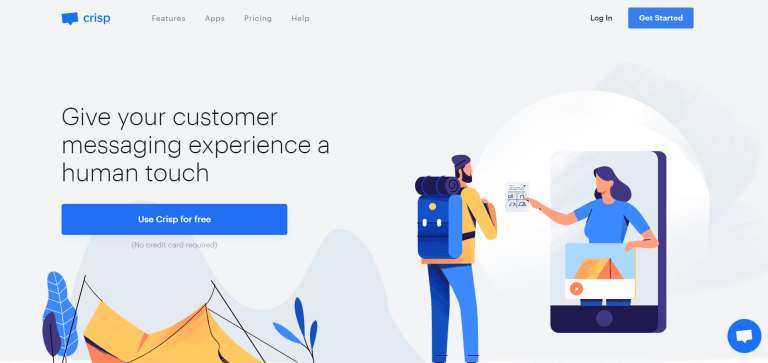 crisp
Features
Apps
Pricing
Help
Log In
Get Started
Give your customer
messaging experience a
human touch
Use Crisp for free
(No credit card required)